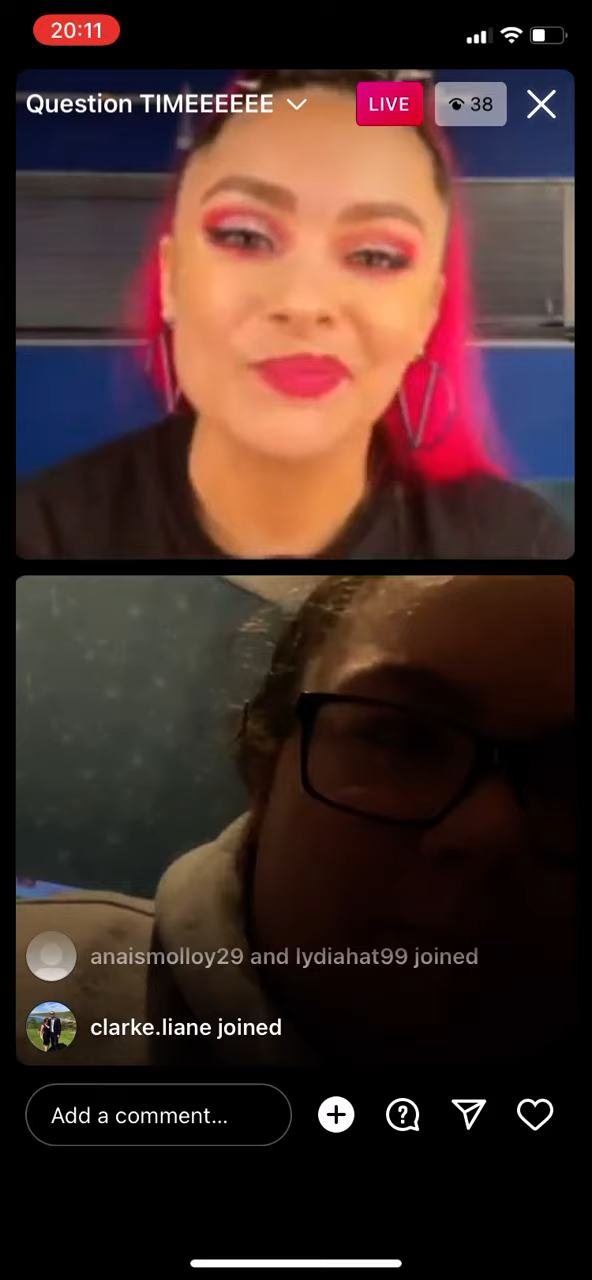 20:11
Question TIMEEEEEE
LIVE
38
anaismolloy29 and lydiahat99 joined
clarke.liane joined
Add a comment...